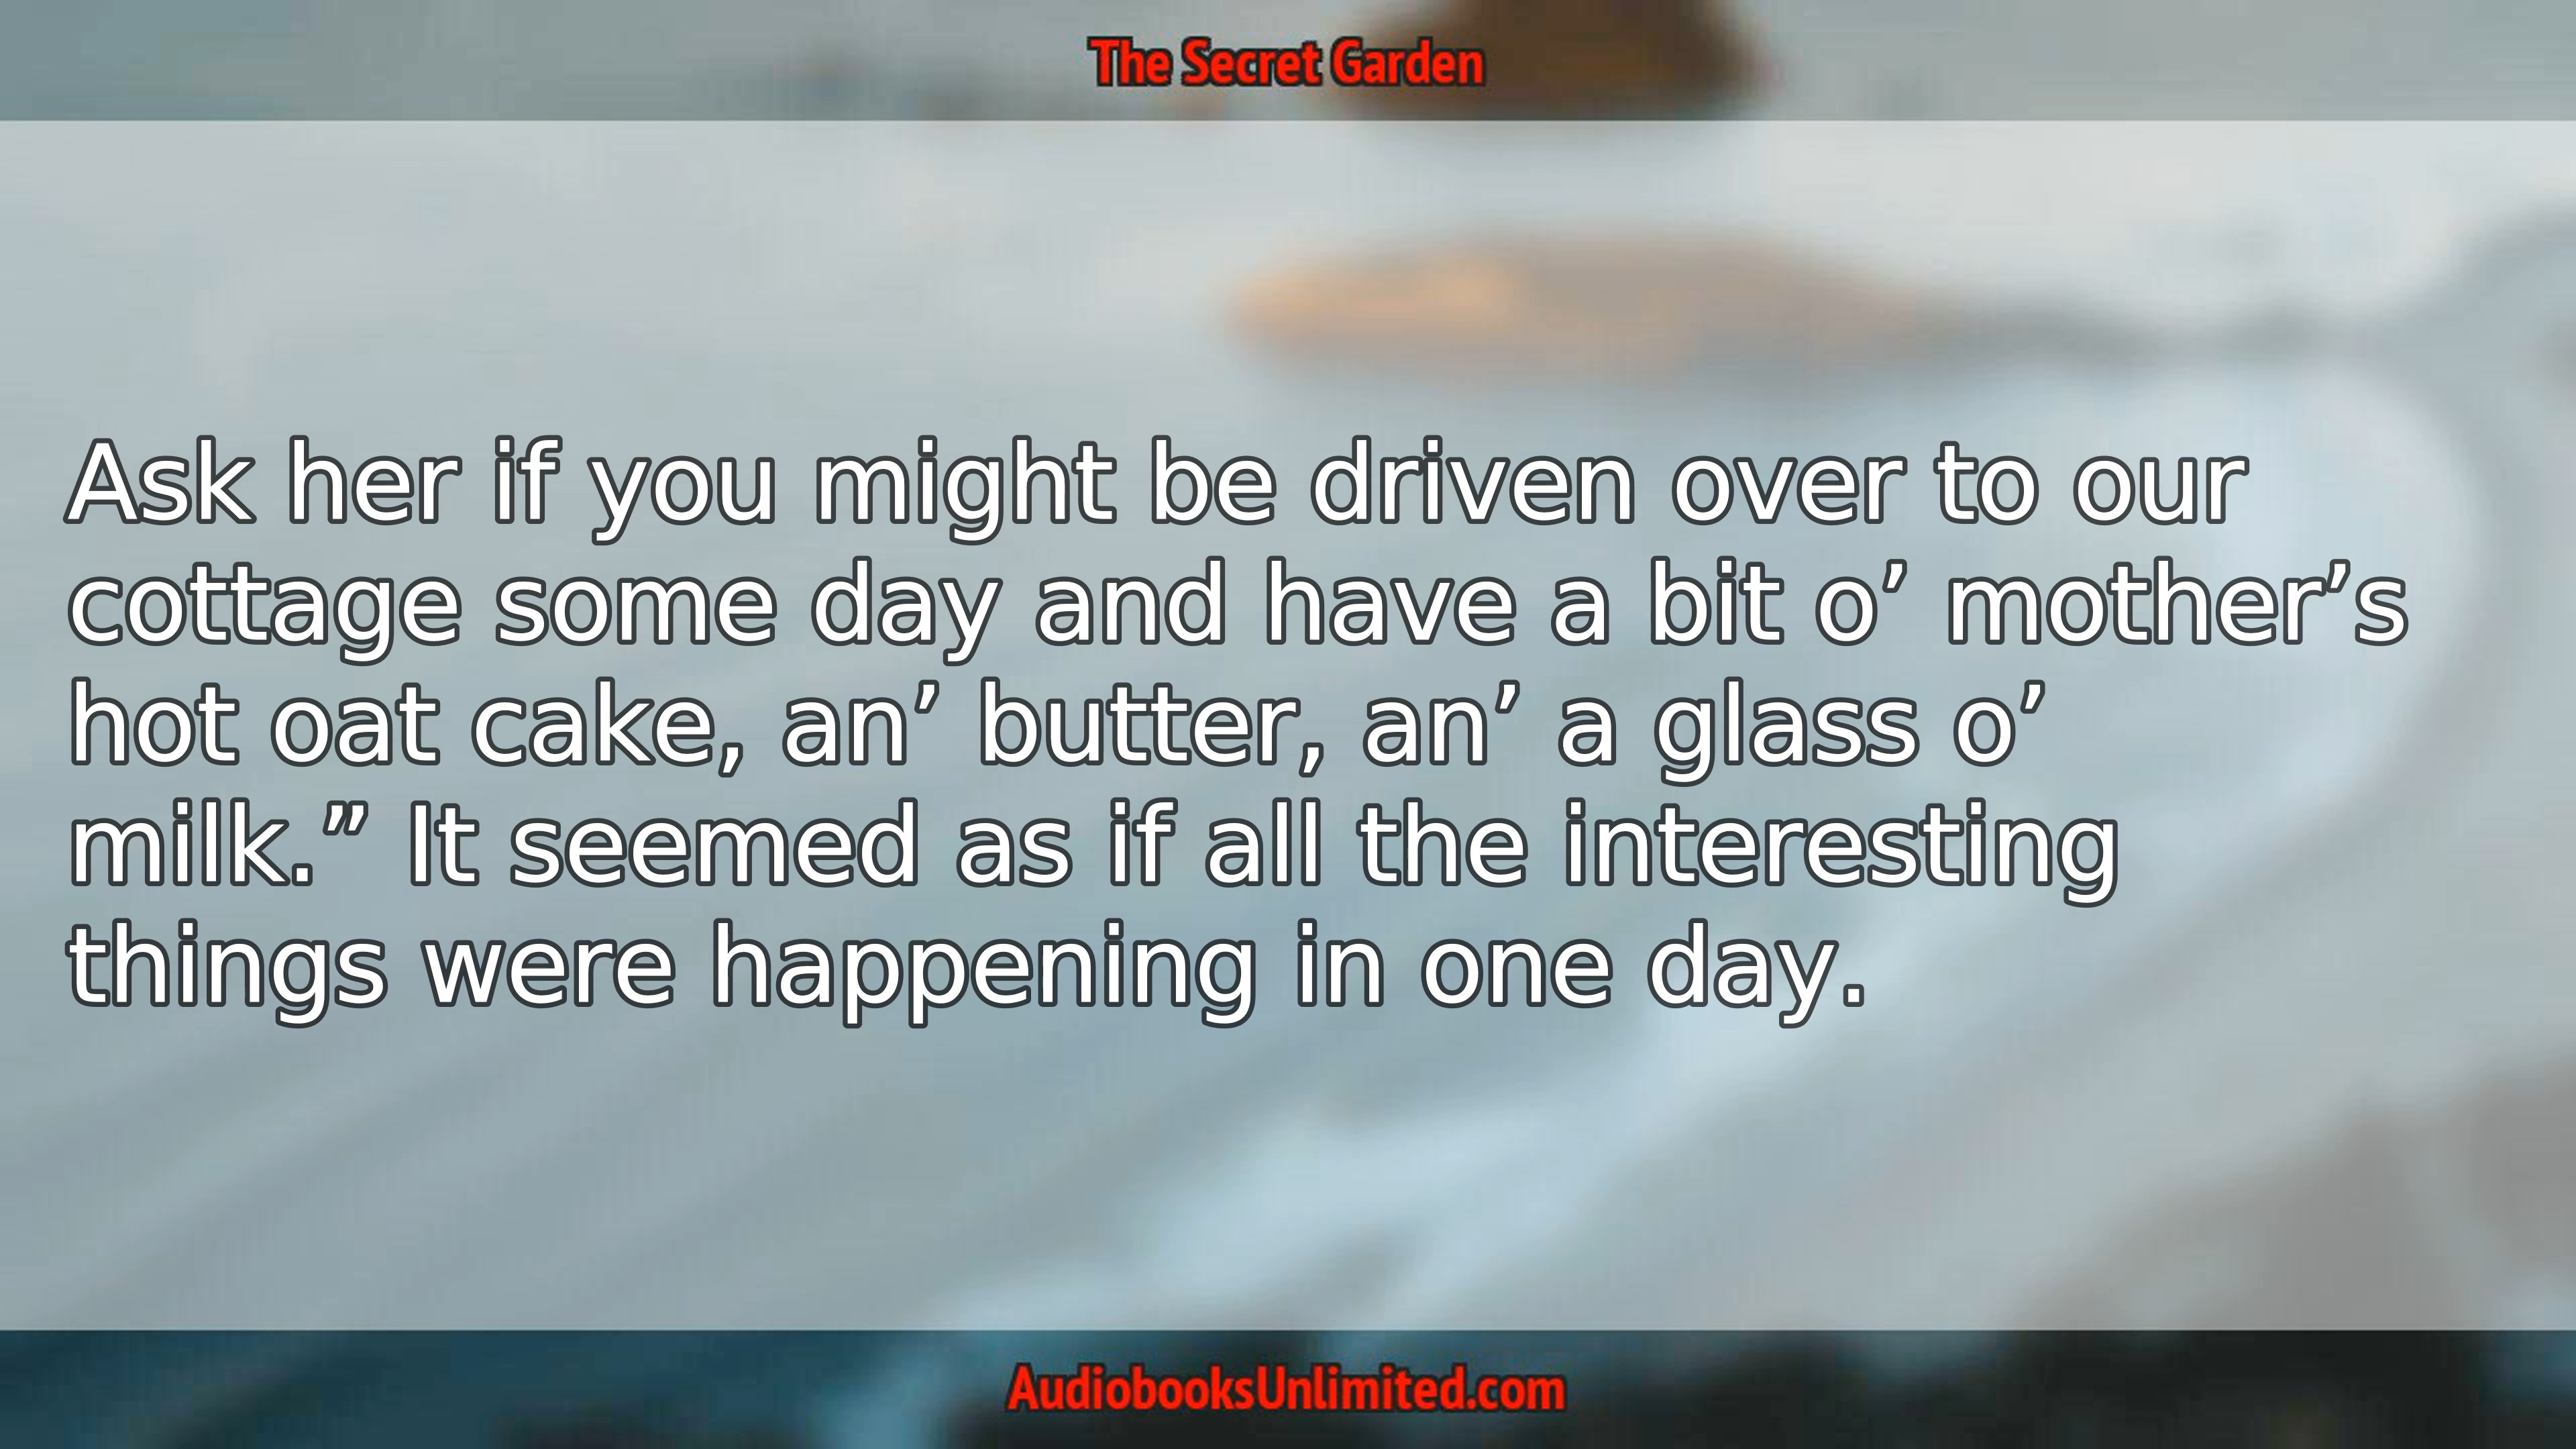 The Secret Garden
Ask her if you might be driven over to our
cottage some day and have a bit o’ mother’s
hot oat cake, an’ butter, an’ a glass o’
milk.” It seemed as if all the interesting
things were happening in one day.
AudiobooksUnlimited.com